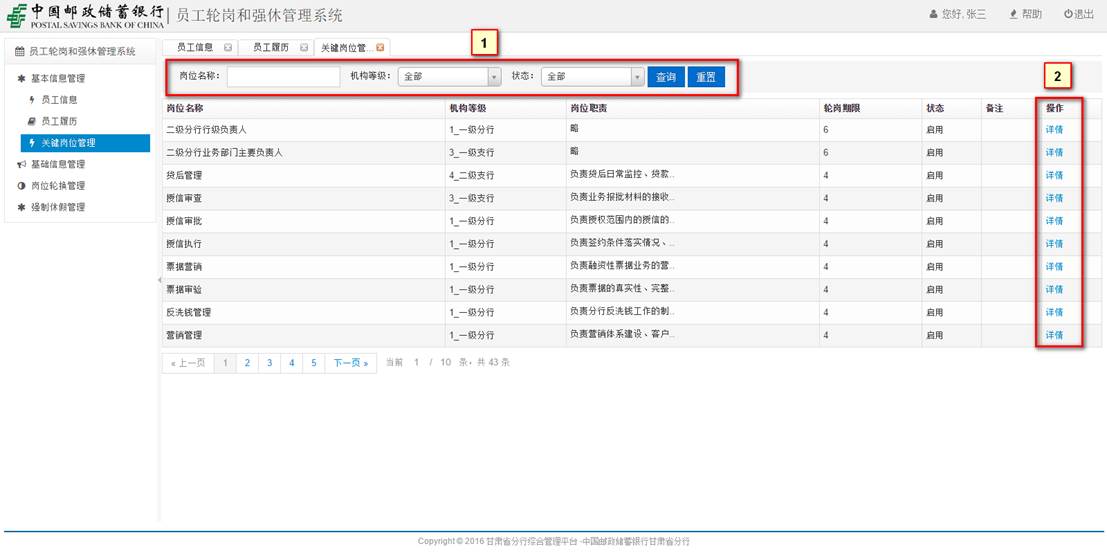 中国邮政储蓄银行
POSTAL SAVINGS BANK OF CHINA
员工轮岗和强休管理系统
您好, 张三 帮助 退出
员工轮岗和强休管理系统
基本信息管理
员工信息
员工履历
关键岗位管理
基础信息管理
岗位轮换管理
强制休假管理
员工信息 员工履历 关键岗位管...
1
岗位名称： 机构等级： 全部 状态： 全部 查询 重置
2
岗位名称 机构等级 岗位职责 轮岗期限 状态 备注 操作
二级分行行级负责人 1_一级分行 略 6 启用 详情
二级分行业务部门主要负责人 3_一级支行 略 6 启用 详情
贷后管理 4_二级支行 负责贷后日常监控、贷款.. 4 启用 详情
授信审查 3_一级支行 负责业务报批材料的接收.. 4 启用 详情
授信审批 1_一级分行 负责授权范围内的授信的.. 4 启用 详情
授信执行 1_一级分行 负责签约条件落实情况、.. 4 启用 详情
票据营销 1_一级分行 负责融资性票据业务的营.. 4 启用 详情
票据审验 1_一级分行 负责票据的真实性、完整.. 4 启用 详情
反洗钱管理 1_一级分行 负责分行反洗钱工作的制.. 4 启用 详情
营销管理 1_一级分行 负责营销体系建设、客户.. 4 启用 详情
« 上一页 1 2 3 4 5 下一页 » 当前 1 / 10 条，共 43 条
Copyright © 2016 甘肃省分行综合管理平台 -中国邮政储蓄银行甘肃省分行